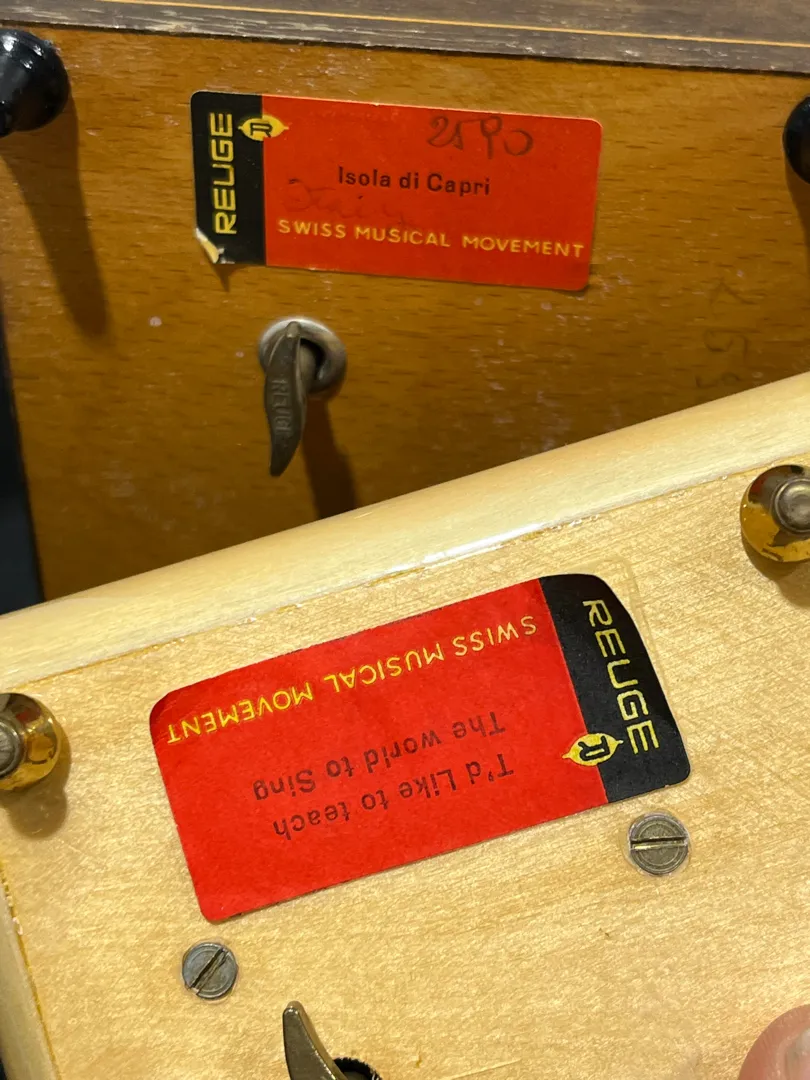 REUGE
R
2590
Isola di Capri
SWISS MUSICAL MOVEMENT
REUGE
REUGE
R
T'd Like to teach
The world to Sing
SWISS MUSICAL MOVEMENT